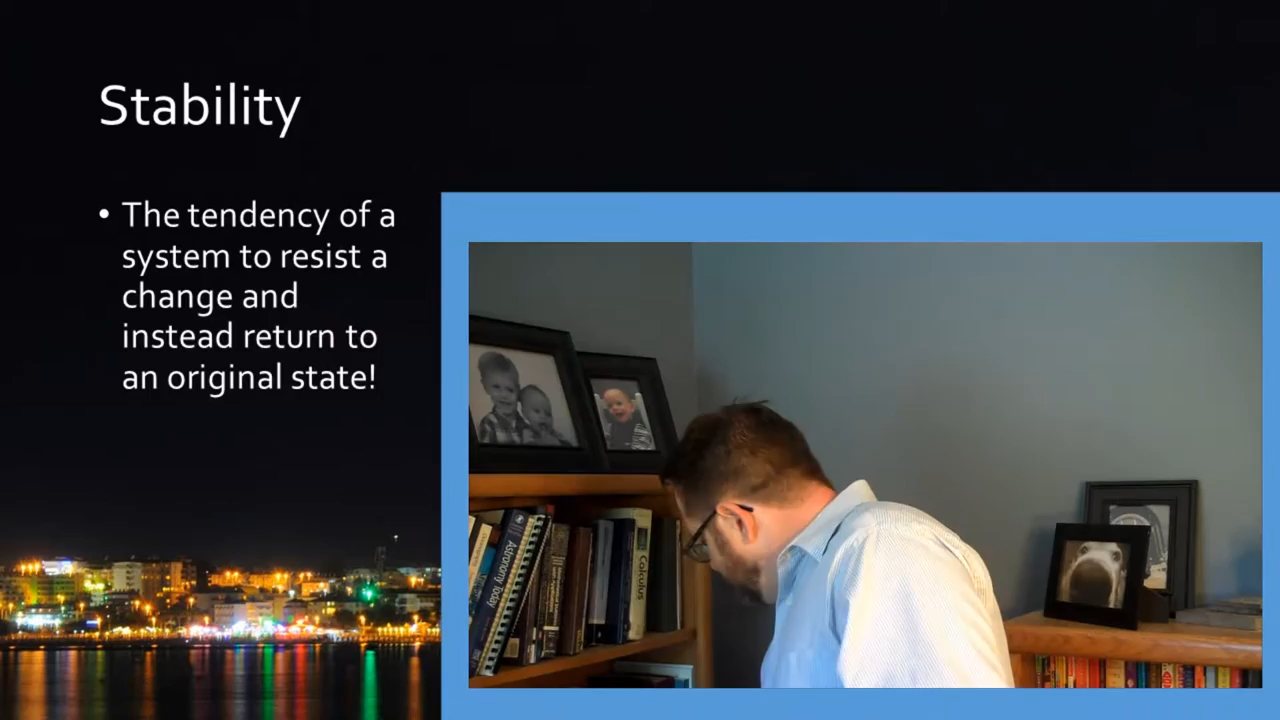 Stability
• The tendency of a
system to resist a
change and
instead return to
an original state!
Astronomy Today
Calculus